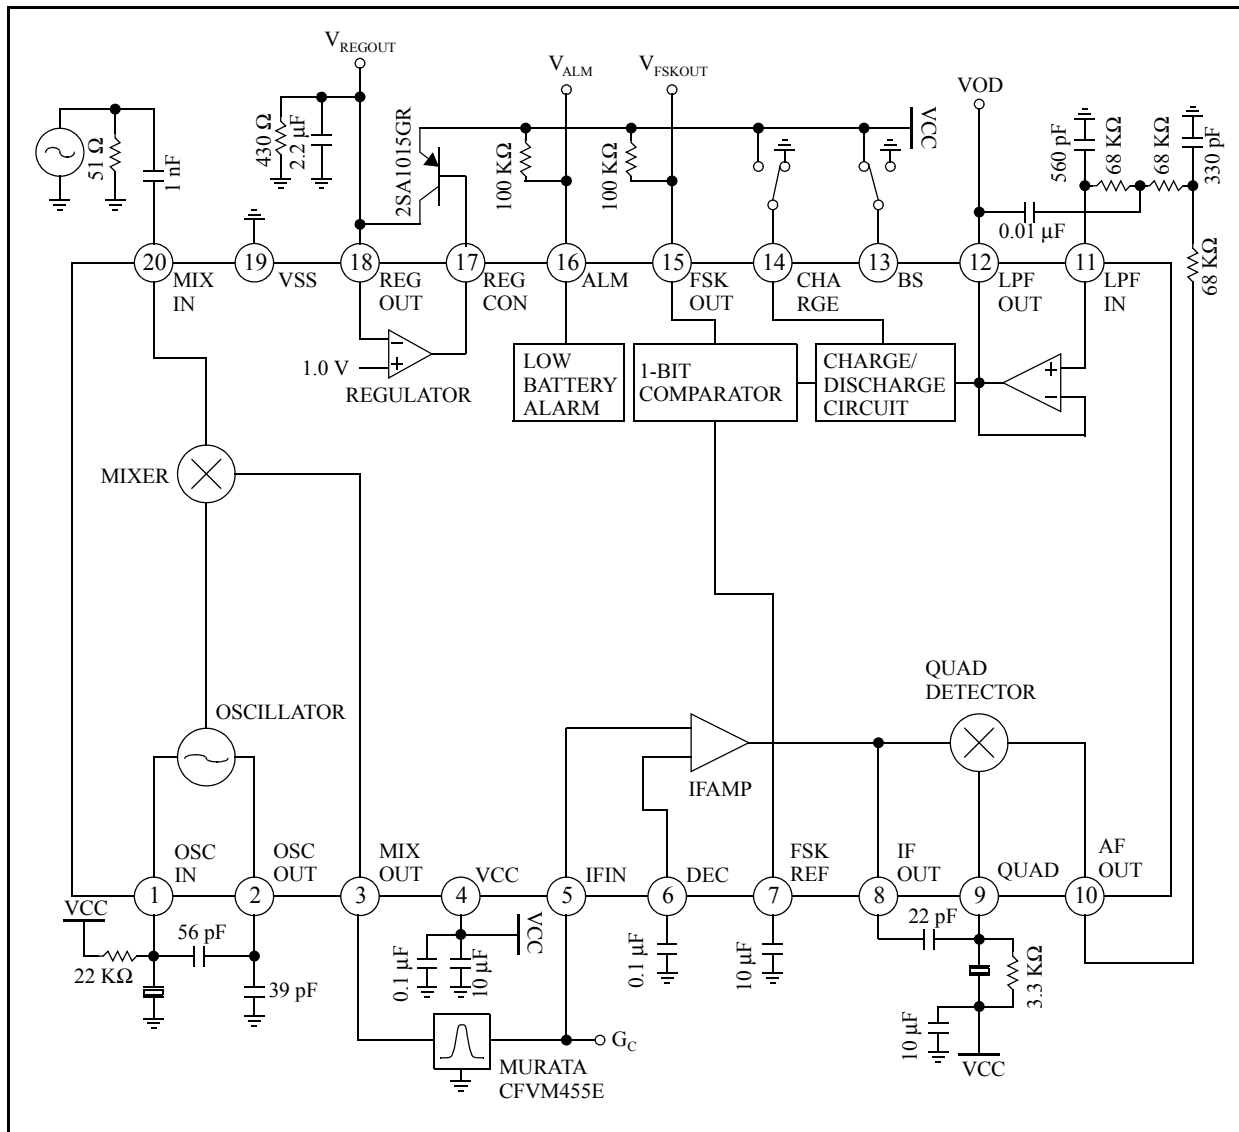 V_REGOUT
V_ALM
V_FSKOUT
VOD
VCC
51 Ω
1 nF
430 Ω
2.2 µF
2SA1015GR
100 KΩ
100 KΩ
560 pF
68 KΩ
68 KΩ
330 pF
0.01 µF
68 KΩ
20
MIX
IN
19
VSS
18
REG
OUT
17
REG
CON
16
ALM
15
FSK
OUT
14
CHA
RGE
13
BS
12
LPF
OUT
11
LPF
IN
1.0 V
−
+
REGULATOR
LOW
BATTERY
ALARM
1-BIT
COMPARATOR
CHARGE/
DISCHARGE
CIRCUIT
+
−
MIXER
OSCILLATOR
IFAMP
QUAD
DETECTOR
OSC
IN
1
OSC
OUT
2
MIX
OUT
3
VCC
4
IFIN
5
DEC
6
FSK
REF
7
IF
OUT
8
QUAD
9
AF
OUT
10
VCC
22 KΩ
56 pF
39 pF
0.1 µF
10 µF
VCC
0.1 µF
10 µF
22 pF
3.3 KΩ
10 µF
VCC
G_C
MURATA
CFVM455E